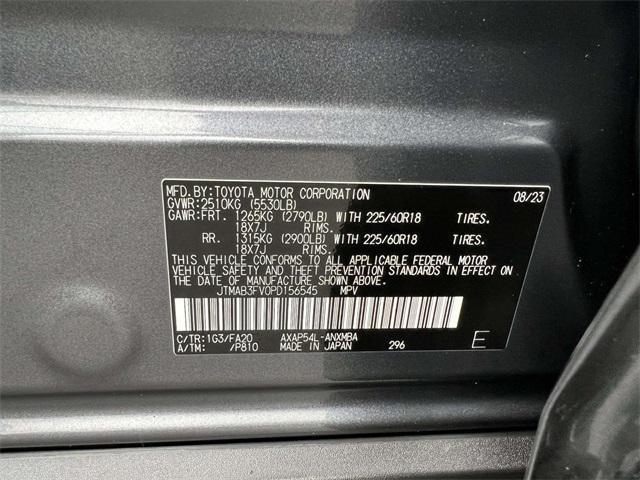 MFD.BY:TOYOTA MOTOR CORPORATION 08/23
GVWR:2510KG (5530LB)
GAWR:FRT. 1265KG (2790LB) WITH 225/60R18 TIRES.
18X7J RIMS.
RR. 1315KG (2900LB) WITH 225/60R18 TIRES.
18X7J RIMS.
THIS VEHICLE CONFORMS TO ALL APPLICABLE FEDERAL MOTOR
VEHICLE SAFETY AND THEFT PREVENTION STANDARDS IN EFFECT ON
THE DATE OF MANUFACTURE SHOWN ABOVE.
JTMAB3FV0PD156545 MPV
C/TR:1G3/FA20 AXAP54L-ANXMBA
A/TM: /P810 MADE IN JAPAN 296 E